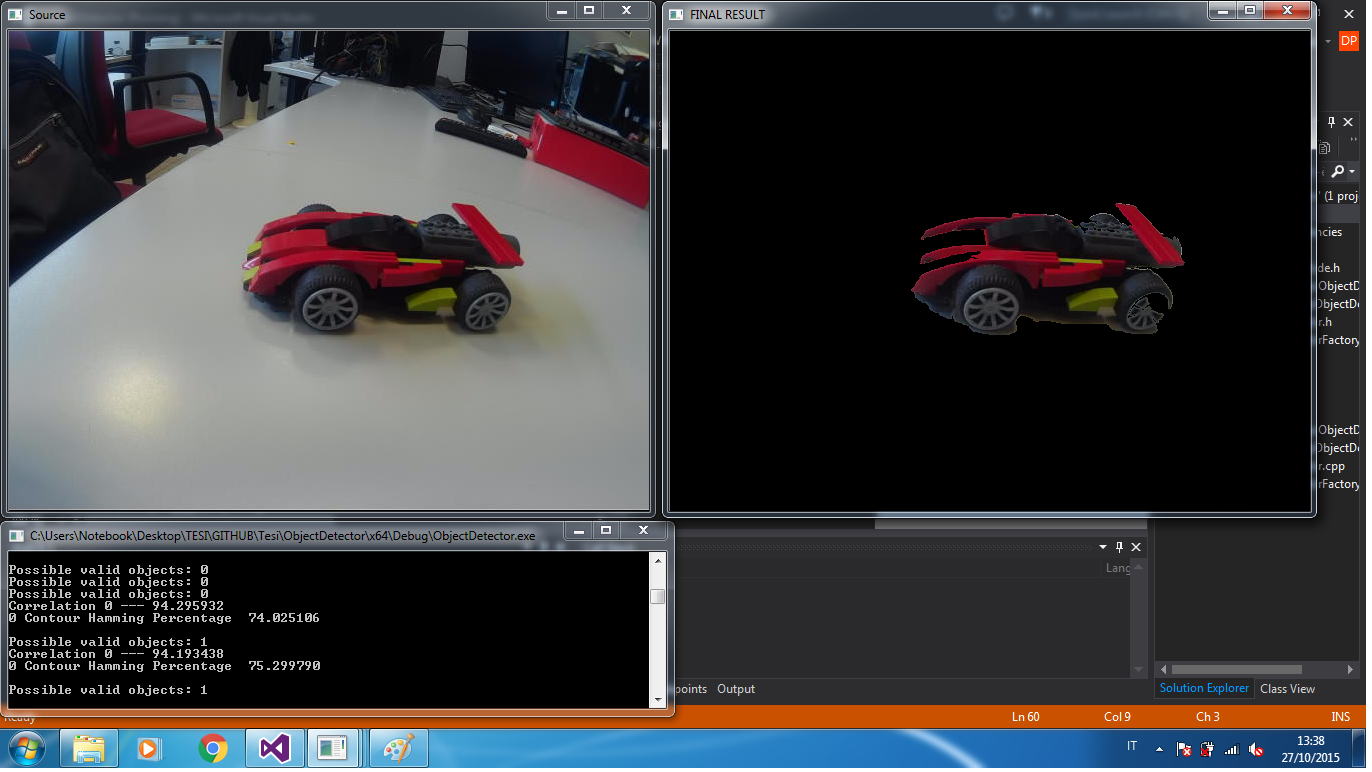 Source
FINAL RESULT
DP
' (1 proj
ncies
de.h
ObjectD
ObjectDe
r.h
rFactory
ObjectD
ObjectDe
r.cpp
rFactory
C:\Users\Notebook\Desktop\TESI\GITHUB\Tesi\ObjectDetector\x64\Debug\ObjectDetector.exe
Possible valid objects: 0
Possible valid objects: 0
Possible valid objects: 0
Correlation 0 --- 94.295932
0 Contour Hamming Percentage  74.025106
Possible valid objects: 1
Correlation 0 --- 94.193438
0 Contour Hamming Percentage  75.299790
Possible valid objects: 1
Lang
points Output
Solution Explorer Class View
Ready Ln 60 Col 9 Ch 3 INS
IT 13:38
27/10/2015